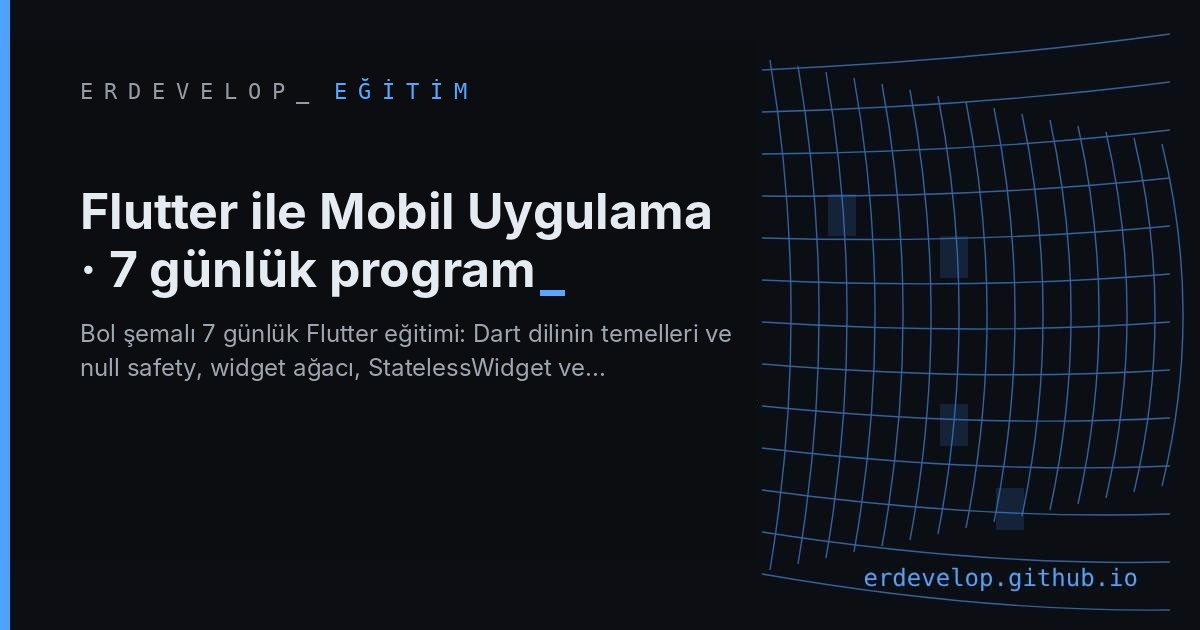 ERDEVELOP_ EĞİTİM
Flutter ile Mobil Uygulama
· 7 günlük program_
Bol şemalı 7 günlük Flutter eğitimi: Dart dilinin temelleri ve
null safety, widget ağacı, StatelessWidget ve...
erdevelop.github.io